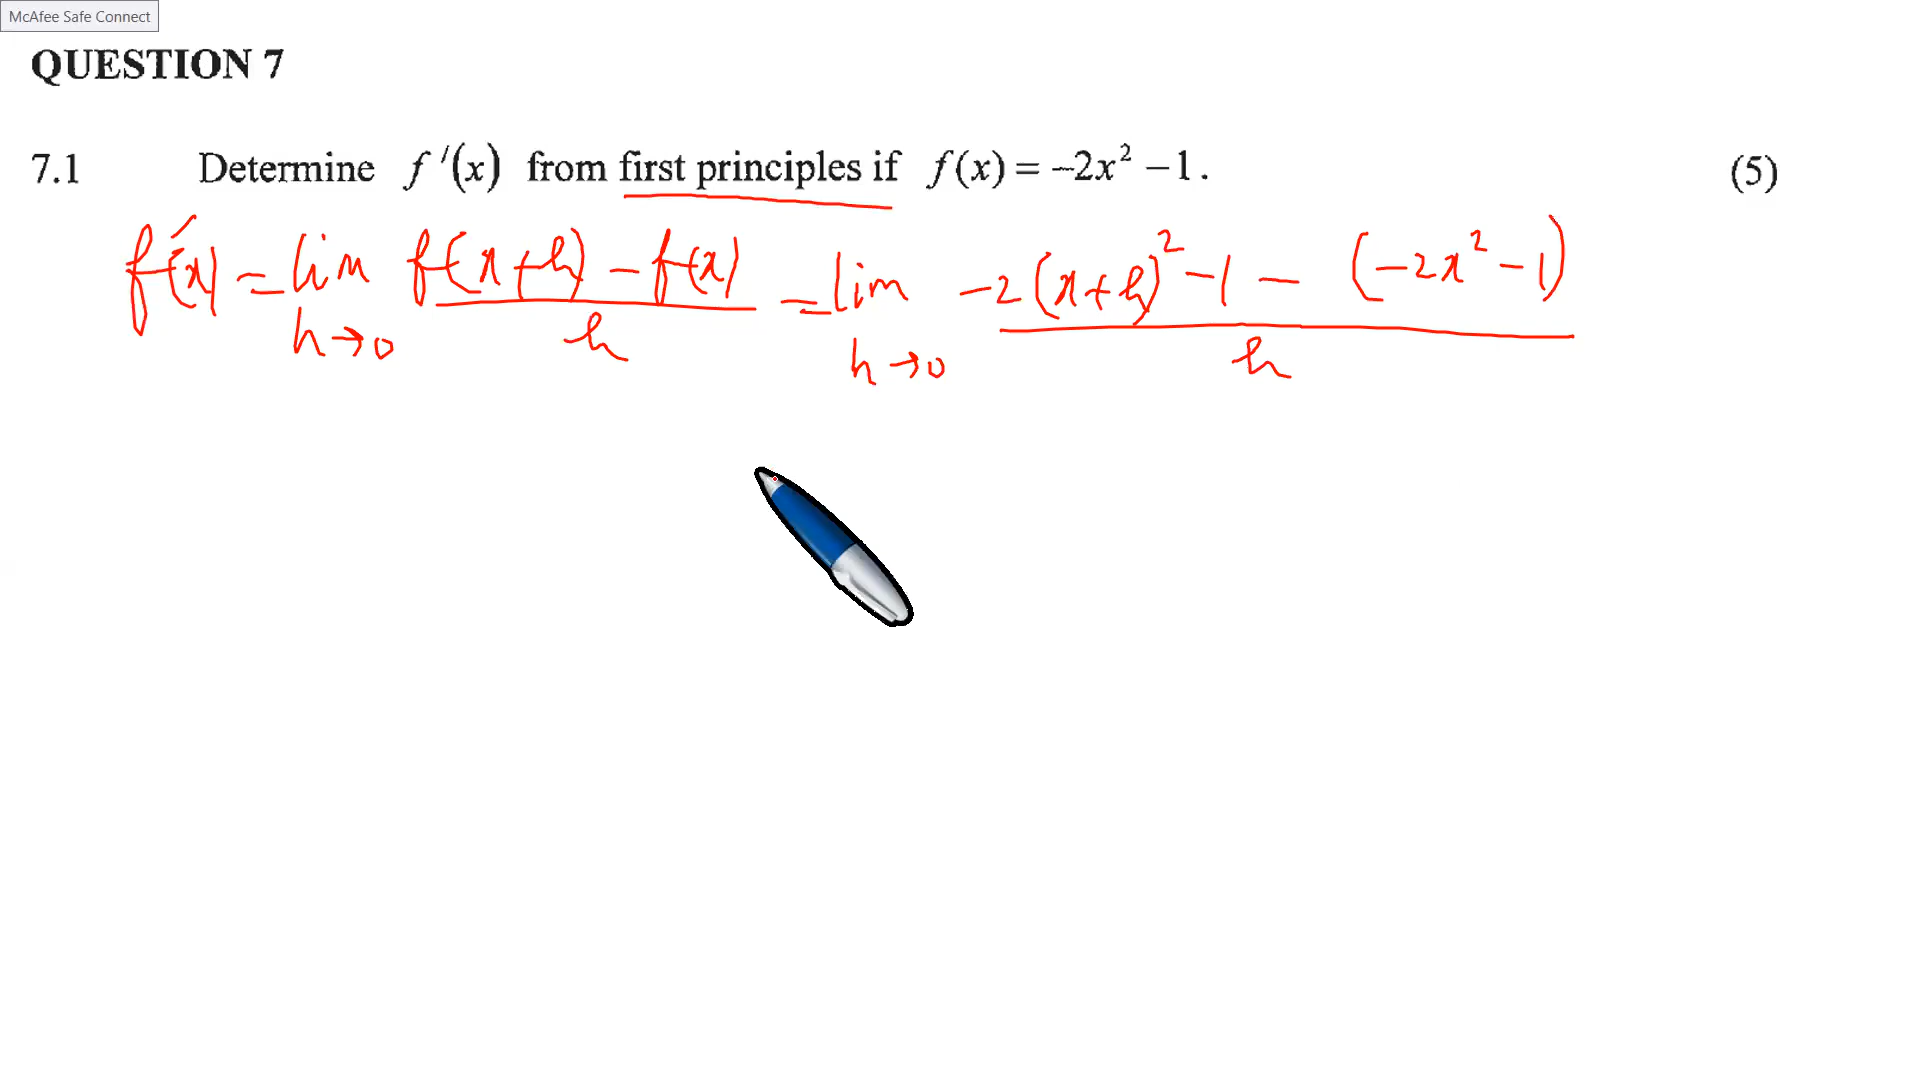 McAfee Safe Connect
QUESTION 7
7.1 Determine f ′(x) from first principles if f(x) = −2x² −1. (5)
f′(x) = lim h→0 f(x+h) − f(x) / h = lim h→0 −2(x+h)² −1 − (−2x² −1) / h